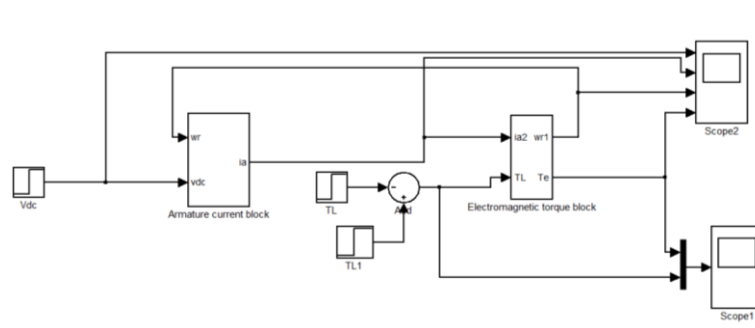 Scope2
wr
ia
vdc
Vdc
Armature current block
ia2 wr1
TL Te
Electromagnetic torque block
TL
Add
TL1
Scope1